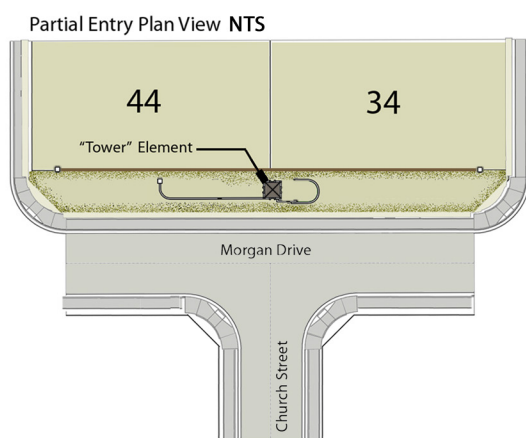 Partial Entry Plan View NTS
44
34
“Tower” Element
Morgan Drive
Church Street